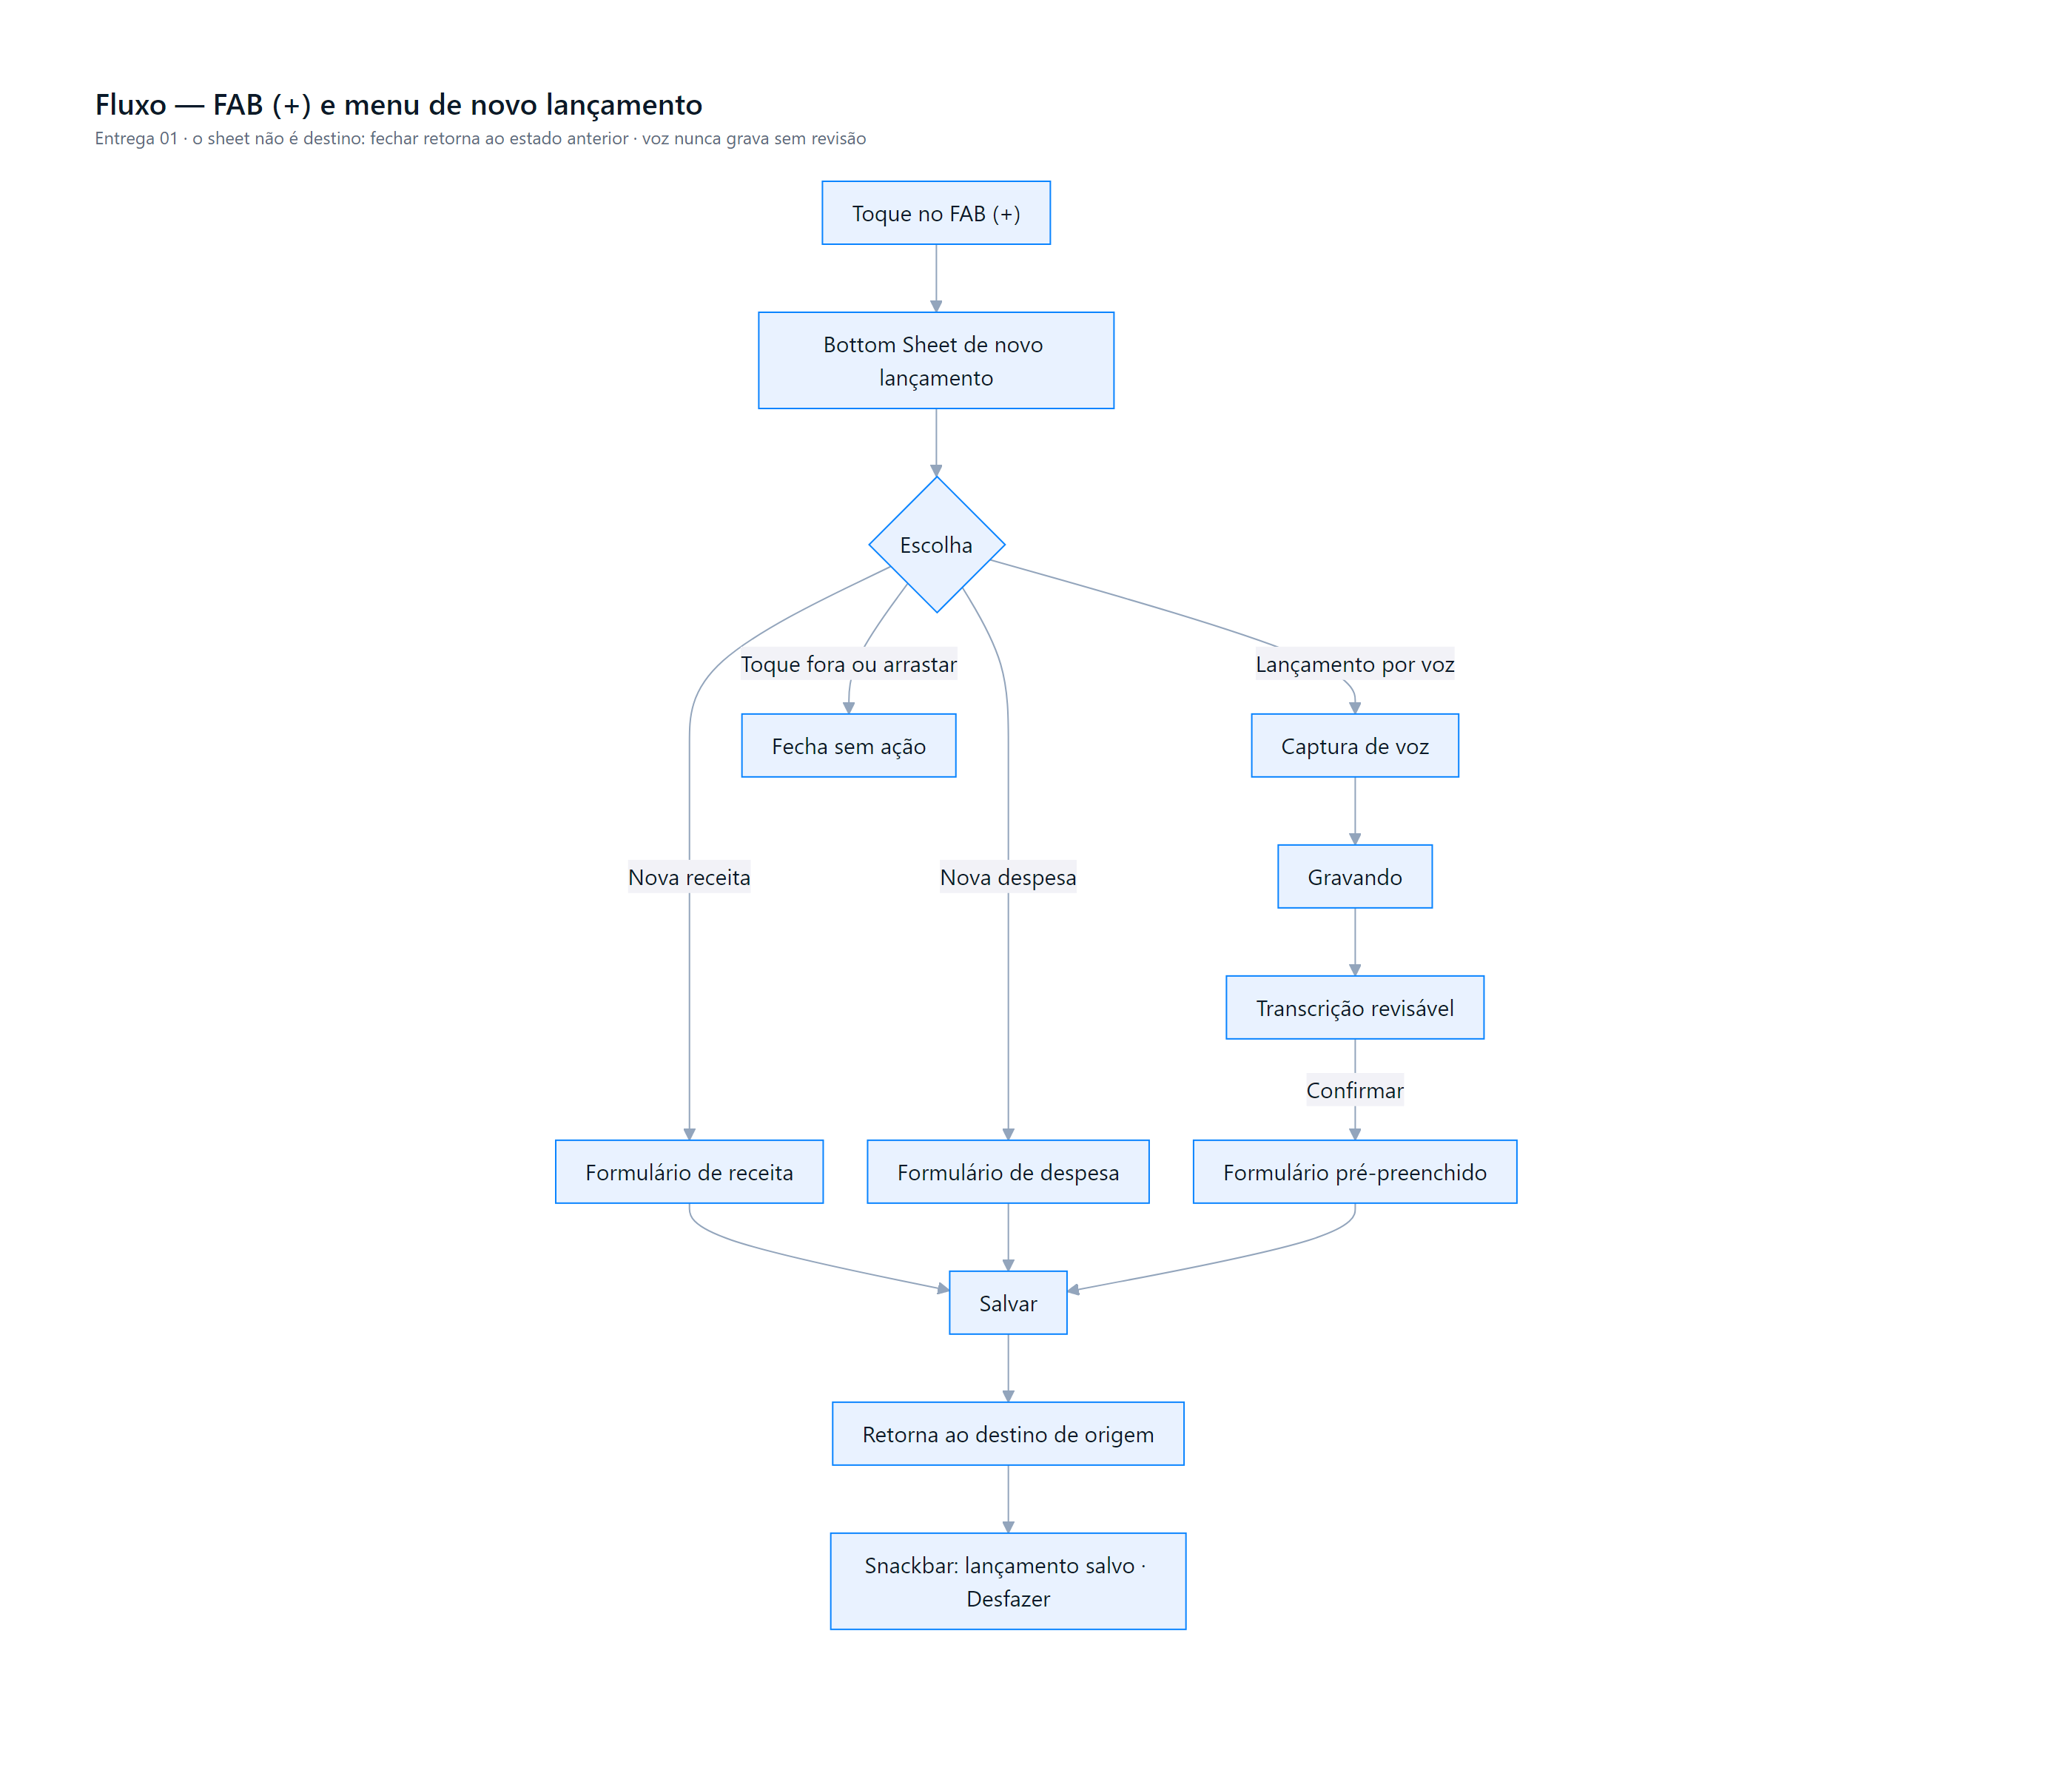 Fluxo — FAB (+) e menu de novo lançamento
Entrega 01 · o sheet não é destino: fechar retorna ao estado anterior · voz nunca grava sem revisão
Toque no FAB (+)
Bottom Sheet de novo
lançamento
Escolha
Toque fora ou arrastar
Lançamento por voz
Fecha sem ação
Captura de voz
Nova receita
Nova despesa
Gravando
Transcrição revisável
Confirmar
Formulário de receita
Formulário de despesa
Formulário pré-preenchido
Salvar
Retorna ao destino de origem
Snackbar: lançamento salvo ·
Desfazer